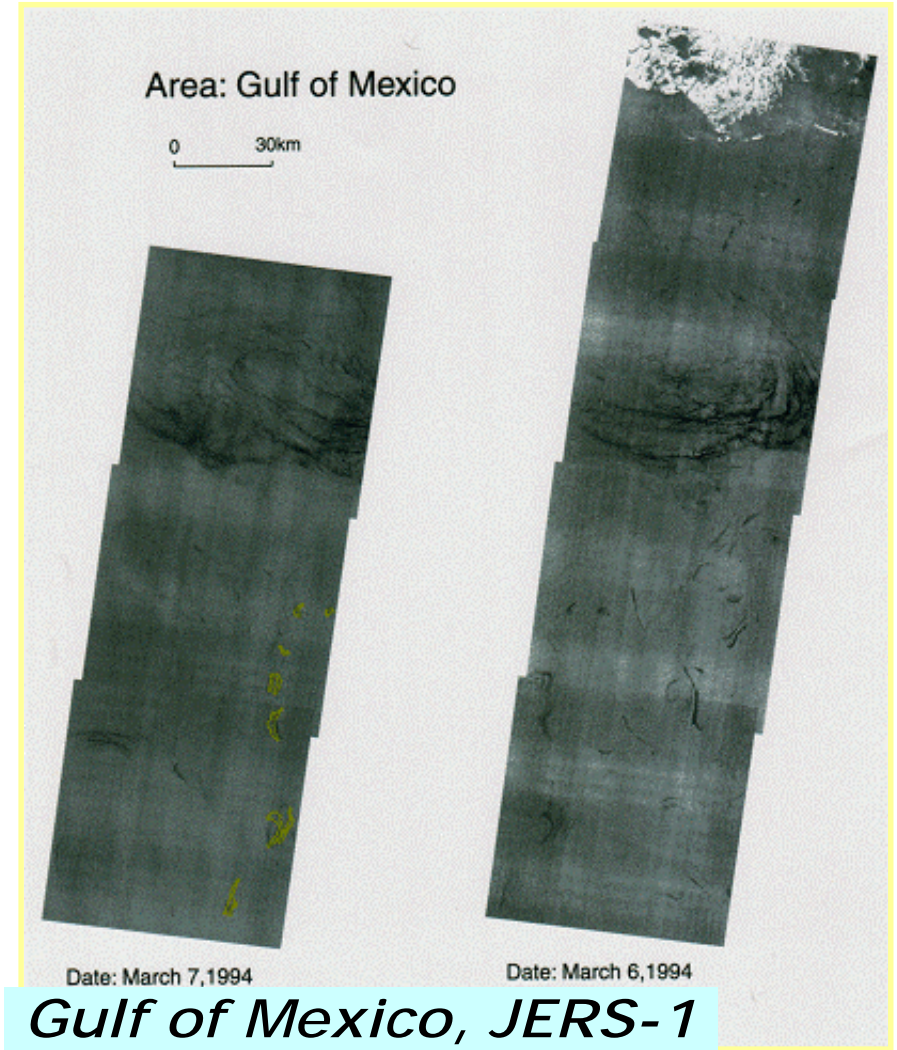 Area: Gulf of Mexico
0 30km
Date: March 7,1994
Date: March 6,1994
Gulf of Mexico, JERS-1